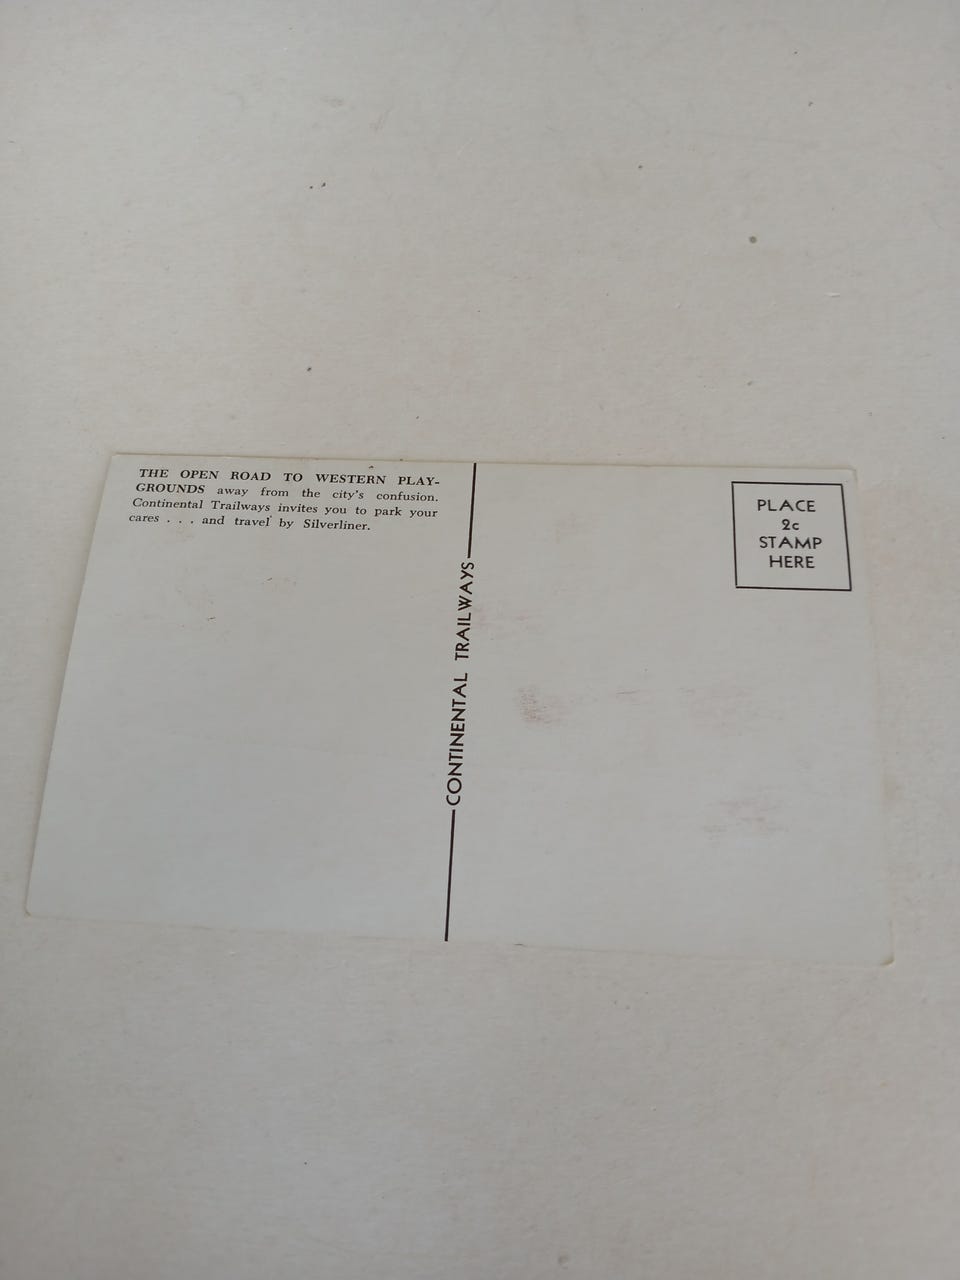 THE OPEN ROAD TO WESTERN PLAY-
GROUNDS away from the city's confusion.
Continental Trailways invites you to park your
cares . . . and travel by Silverliner.
CONTINENTAL TRAILWAYS
PLACE
2c
STAMP
HERE